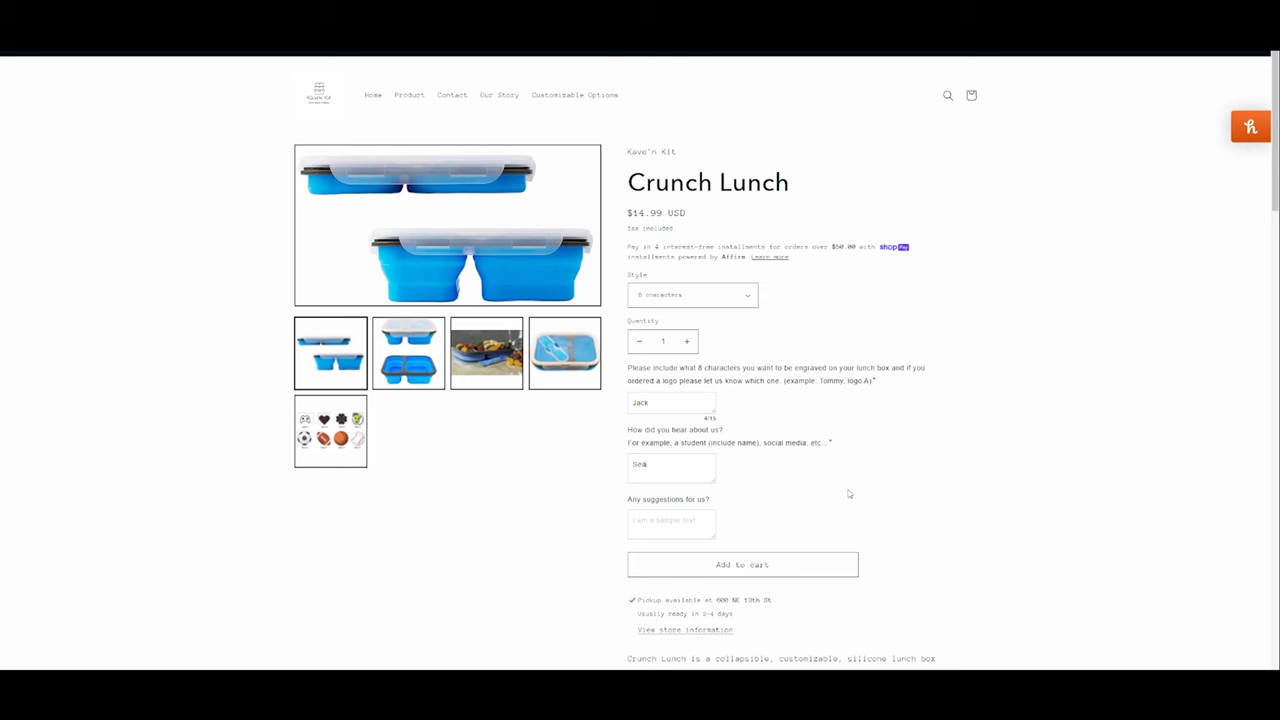 Kave'n Kit
Home
Product
Contact
Our Story
Customizable Options
Kave'n Kit
Crunch Lunch
$14.99 USD
Tax included.
Pay in 4 interest-free installments for orders over $50.00 with shop Pay
installments powered by Affirm Learn more
Style
8 characters
Quantity
1
Please include what 8 characters you want to be engraved on your lunch box and if you
ordered a logo please let us know which one. (example: Tommy, logo A)*
Jack
4/15
How did you hear about us?
For example, a student (include name), social media, etc...*
Sea
Any suggestions for us?
I am a sample text
Add to cart
Pickup available at 600 NE 13th St
Usually ready in 2-4 days
View store information
Crunch Lunch is a collapsible, customizable, silicone lunch box